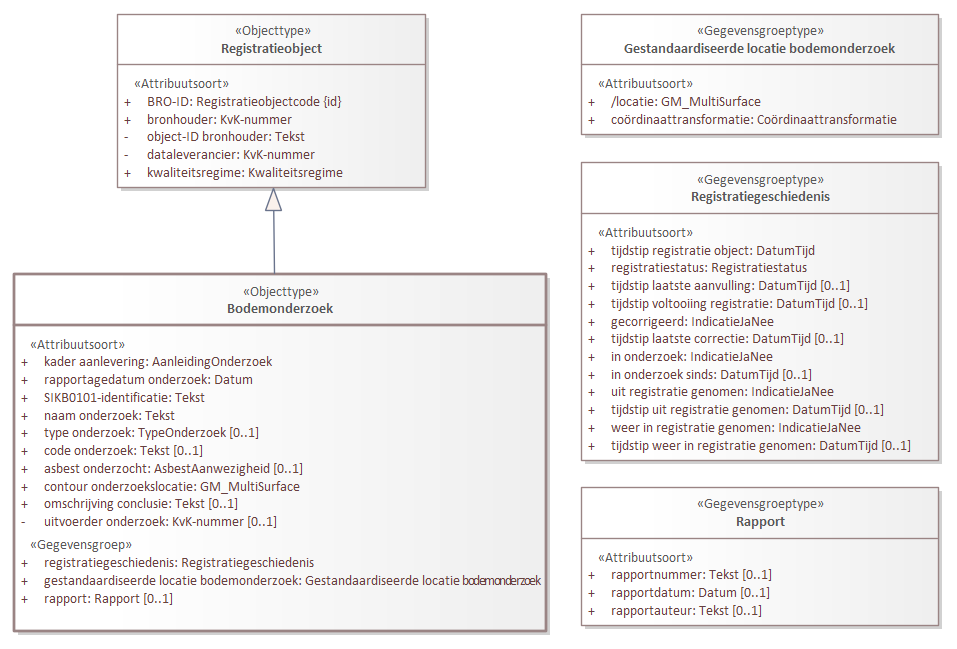 «Objecttype»
Registratieobject
«Attribuutsoort»
+ BRO-ID: Registratieobjectcode {id}
+ bronhouder: KvK-nummer
- object-ID bronhouder: Tekst
- dataleverancier: KvK-nummer
+ kwaliteitsregime: Kwaliteitsregime
«Objecttype»
Bodemonderzoek
«Attribuutsoort»
+ kader aanlevering: AanleidingOnderzoek
+ rapportagedatum onderzoek: Datum
+ SIKB0101-identificatie: Tekst
+ naam onderzoek: Tekst
+ type onderzoek: TypeOnderzoek [0..1]
+ code onderzoek: Tekst [0..1]
+ asbest onderzocht: AsbestAanwezigheid [0..1]
+ contour onderzoekslocatie: GM_MultiSurface
+ omschrijving conclusie: Tekst [0..1]
- uitvoerder onderzoek: KvK-nummer [0..1]
«Gegevensgroep»
+ registratiegeschiedenis: Registratiegeschiedenis
+ gestandaardiseerde locatie bodemonderzoek: Gestandaardiseerde locatie bodemonderzoek
+ rapport: Rapport [0..1]
«Gegevensgroeptype»
Gestandaardiseerde locatie bodemonderzoek
«Attribuutsoort»
+ /locatie: GM_MultiSurface
+ coördinaattransformatie: Coördinaattransformatie
«Gegevensgroeptype»
Registratiegeschiedenis
«Attribuutsoort»
+ tijdstip registratie object: DatumTijd
+ registratiestatus: Registratiestatus
+ tijdstip laatste aanvulling: DatumTijd [0..1]
+ tijdstip voltooiing registratie: DatumTijd [0..1]
+ gecorrigeerd: IndicatieJaNee
+ tijdstip laatste correctie: DatumTijd [0..1]
+ in onderzoek: IndicatieJaNee
+ in onderzoek sinds: DatumTijd [0..1]
+ uit registratie genomen: IndicatieJaNee
+ tijdstip uit registratie genomen: DatumTijd [0..1]
+ weer in registratie genomen: IndicatieJaNee
+ tijdstip weer in registratie genomen: DatumTijd [0..1]
«Gegevensgroeptype»
Rapport
«Attribuutsoort»
+ rapportnummer: Tekst [0..1]
+ rapportdatum: Datum [0..1]
+ rapportauteur: Tekst [0..1]